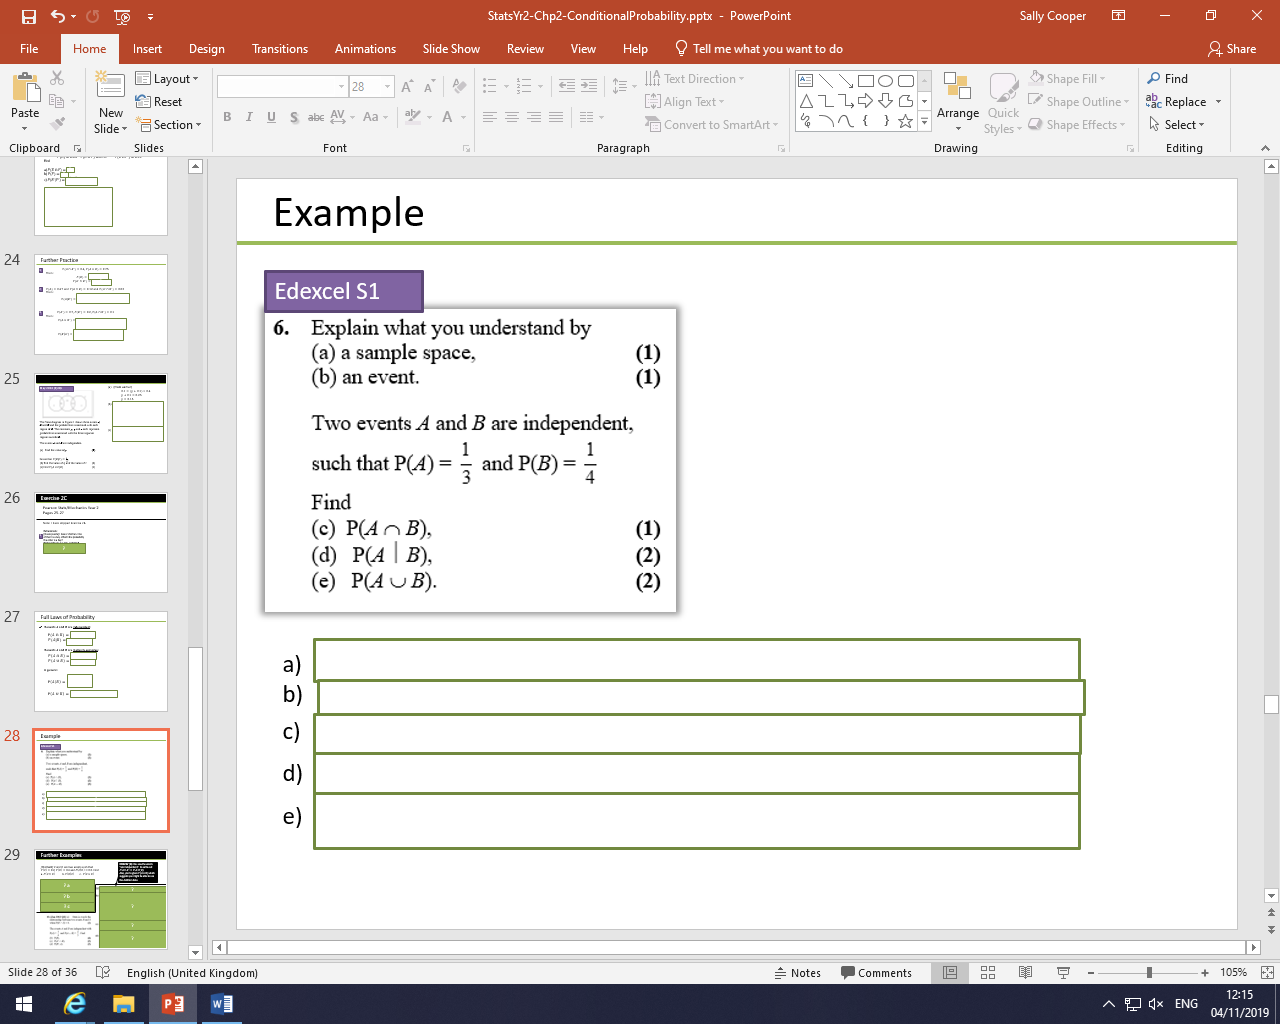 StatsYr2-Chp2-ConditionalProbability.pptx - PowerPoint
Sally Cooper
File Home Insert Design Transitions Animations Slide Show Review View Help Tell me what you want to do Share
Paste
Clipboard
New Slide
Layout
Reset
Section
Slides
28
B I U S abc AV Aa A
Font
Text Direction
Align Text
Convert to SmartArt
Paragraph
Arrange
Quick Styles
Shape Fill
Shape Outline
Shape Effects
Drawing
Find
Replace
Select
Editing
24
Further Practice
25
26
Exercise 2C
27
Full Laws of Probability
28
Example
29
Further Examples
Example
Edexcel S1
6. Explain what you understand by
(a) a sample space, (1)
(b) an event. (1)
Two events A and B are independent,
such that P(A) = 1/3 and P(B) = 1/4
Find
(c) P(A ∩ B), (1)
(d) P(A | B), (2)
(e) P(A ∪ B). (2)
a)
b)
c)
d)
e)
Slide 28 of 36 English (United Kingdom) Notes Comments 105%
ENG
12:15
04/11/2019